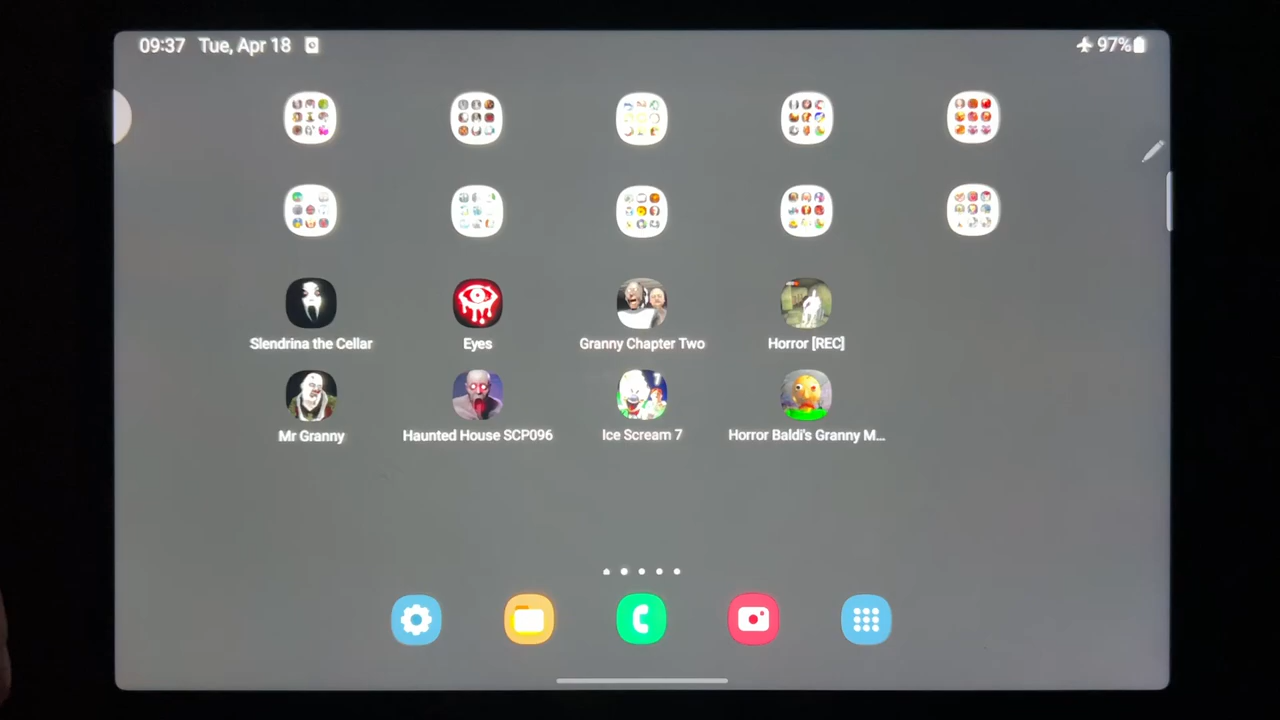 09:37 Tue, Apr 18
97%
Slendrina the Cellar
Eyes
Granny Chapter Two
Horror [REC]
Mr Granny
Haunted House SCP096
Ice Scream 7
Horror Baldi's Granny M...